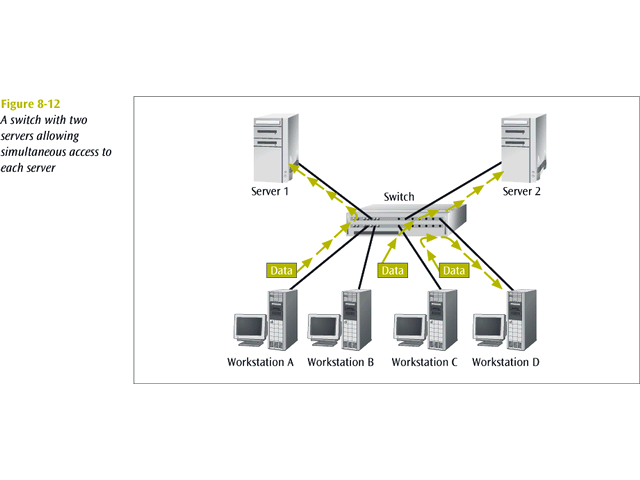 Figure 8-12
A switch with two
servers allowing
simultaneous access to
each server
Server 1
Switch
Server 2
Data
Data
Data
Workstation A
Workstation B
Workstation C
Workstation D